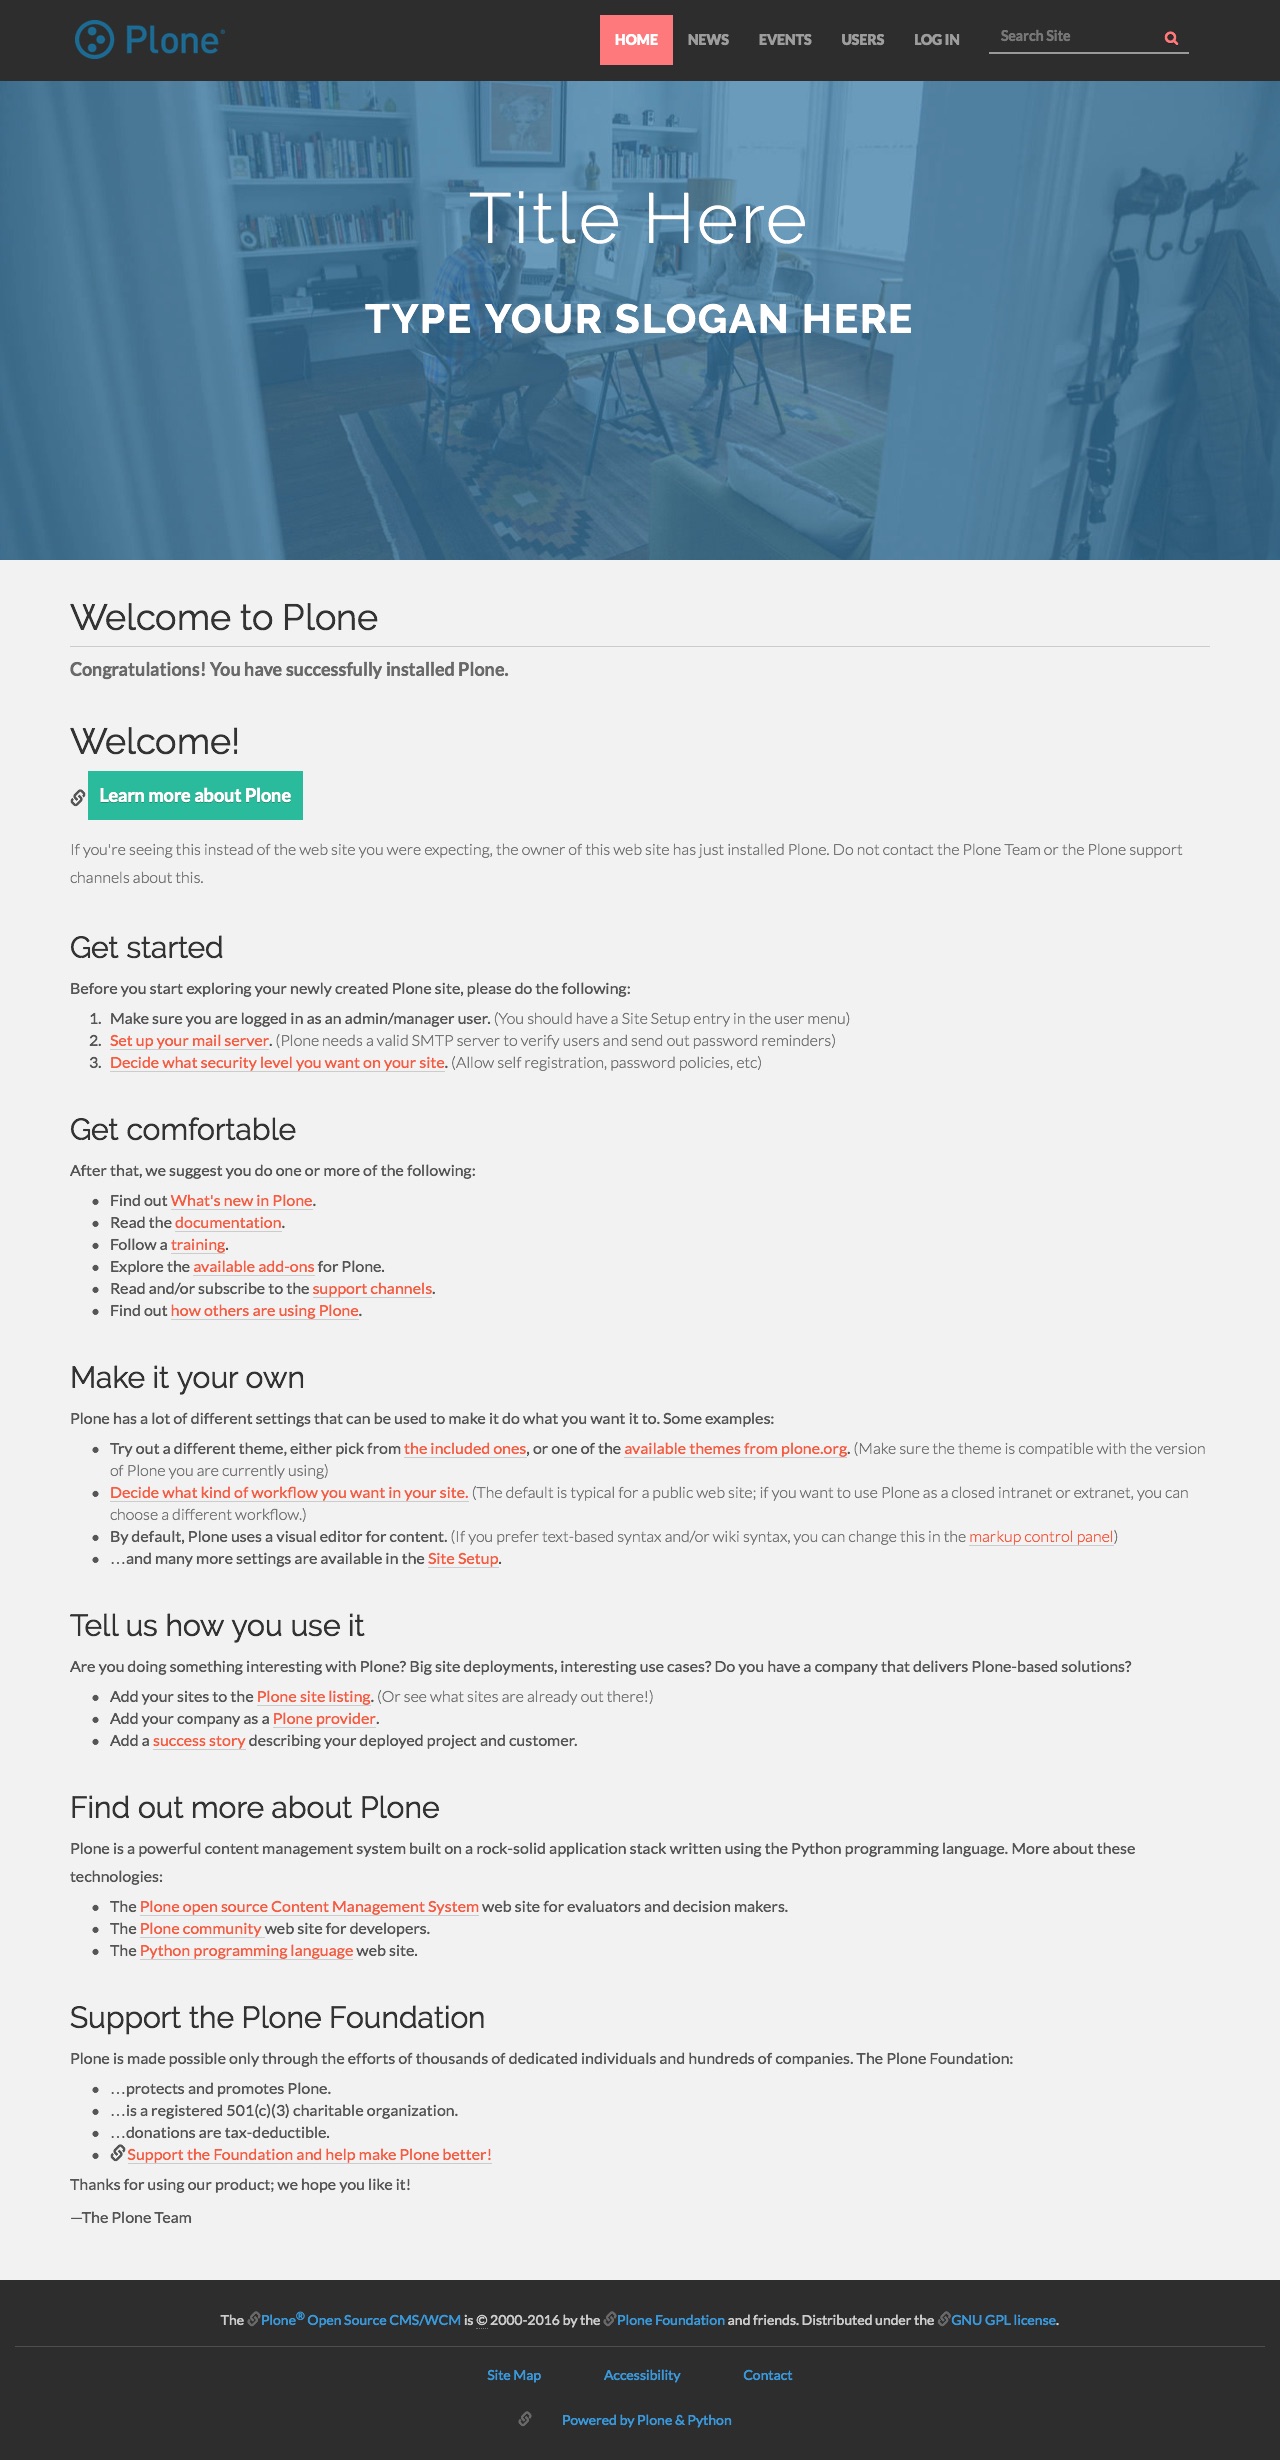 Plone®
HOME NEWS EVENTS USERS LOG IN Search Site
Title Here
TYPE YOUR SLOGAN HERE
Welcome to Plone
Congratulations! You have successfully installed Plone.
Welcome!
Learn more about Plone
If you're seeing this instead of the web site you were expecting, the owner of this web site has just installed Plone. Do not contact the Plone Team or the Plone support
channels about this.
Get started
Before you start exploring your newly created Plone site, please do the following:
1. Make sure you are logged in as an admin/manager user. (You should have a Site Setup entry in the user menu)
2. Set up your mail server. (Plone needs a valid SMTP server to verify users and send out password reminders)
3. Decide what security level you want on your site. (Allow self registration, password policies, etc)
Get comfortable
After that, we suggest you do one or more of the following:
• Find out What's new in Plone.
• Read the documentation.
• Follow a training.
• Explore the available add-ons for Plone.
• Read and/or subscribe to the support channels.
• Find out how others are using Plone.
Make it your own
Plone has a lot of different settings that can be used to make it do what you want it to. Some examples:
• Try out a different theme, either pick from the included ones, or one of the available themes from plone.org. (Make sure the theme is compatible with the version
of Plone you are currently using)
• Decide what kind of workflow you want in your site. (The default is typical for a public web site; if you want to use Plone as a closed intranet or extranet, you can
choose a different workflow.)
• By default, Plone uses a visual editor for content. (If you prefer text-based syntax and/or wiki syntax, you can change this in the markup control panel)
• …and many more settings are available in the Site Setup.
Tell us how you use it
Are you doing something interesting with Plone? Big site deployments, interesting use cases? Do you have a company that delivers Plone-based solutions?
• Add your sites to the Plone site listing. (Or see what sites are already out there!)
• Add your company as a Plone provider.
• Add a success story describing your deployed project and customer.
Find out more about Plone
Plone is a powerful content management system built on a rock-solid application stack written using the Python programming language. More about these
technologies:
• The Plone open source Content Management System web site for evaluators and decision makers.
• The Plone community web site for developers.
• The Python programming language web site.
Support the Plone Foundation
Plone is made possible only through the efforts of thousands of dedicated individuals and hundreds of companies. The Plone Foundation:
• …protects and promotes Plone.
• …is a registered 501(c)(3) charitable organization.
• …donations are tax-deductible.
• Support the Foundation and help make Plone better!
Thanks for using our product; we hope you like it!
—The Plone Team
The Plone® Open Source CMS/WCM is © 2000-2016 by the Plone Foundation and friends. Distributed under the GNU GPL license.
Site Map Accessibility Contact
Powered by Plone & Python